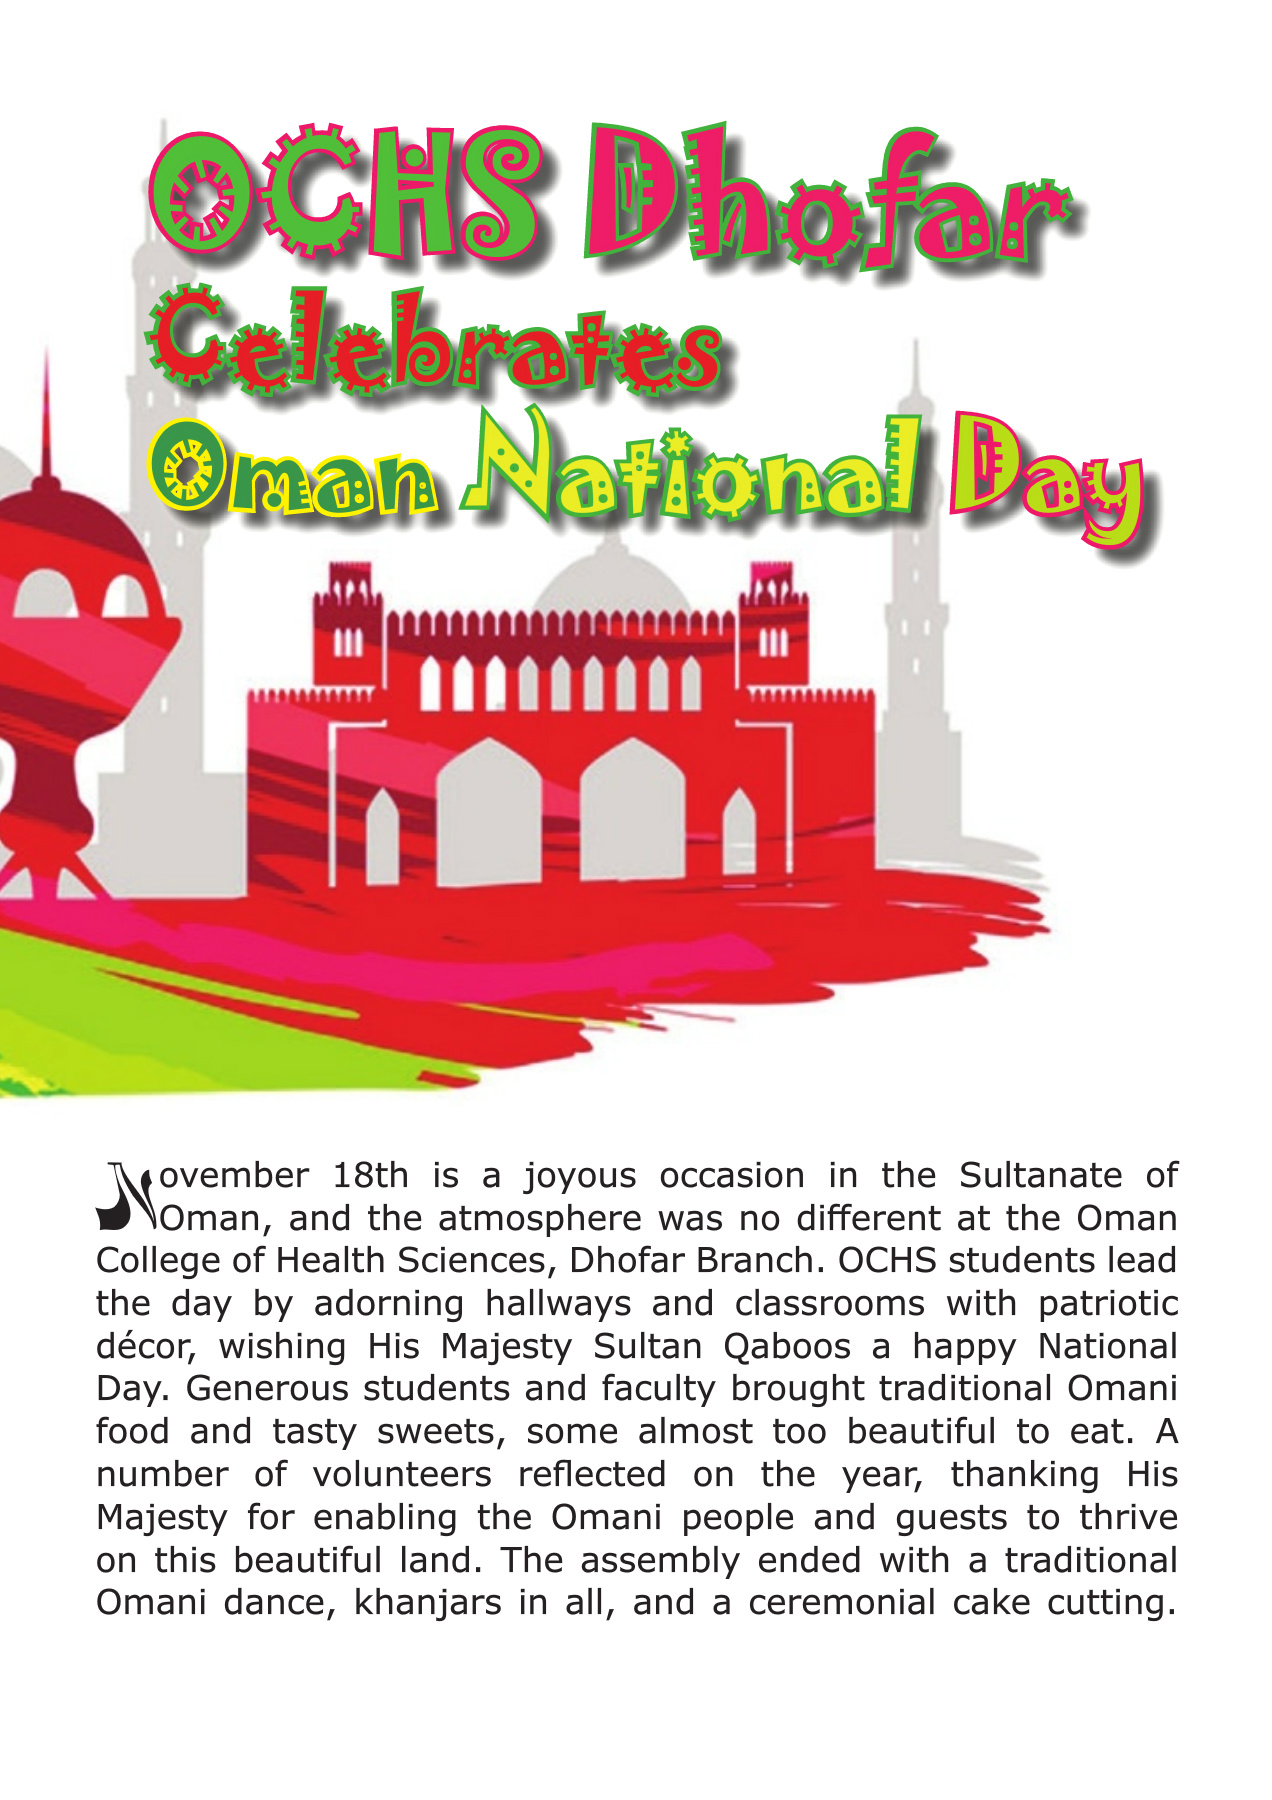 OCHS Dhofar
Celebrates
Oman National Day
November 18th is a joyous occasion in the Sultanate of
Oman, and the atmosphere was no different at the Oman
College of Health Sciences, Dhofar Branch. OCHS students lead
the day by adorning hallways and classrooms with patriotic
décor, wishing His Majesty Sultan Qaboos a happy National
Day. Generous students and faculty brought traditional Omani
food and tasty sweets, some almost too beautiful to eat. A
number of volunteers reflected on the year, thanking His
Majesty for enabling the Omani people and guests to thrive
on this beautiful land. The assembly ended with a traditional
Omani dance, khanjars in all, and a ceremonial cake cutting.